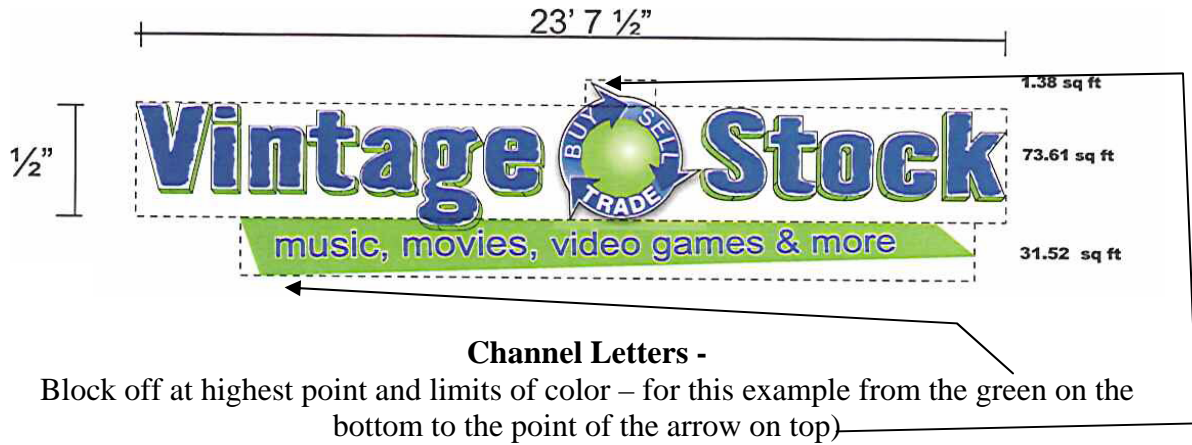 23' 7 ½”
1.38 sq ft
½”
Vintage Stock
BUY SELL TRADE
73.61 sq ft
music, movies, video games & more
31.52 sq ft
Channel Letters -
Block off at highest point and limits of color – for this example from the green on the
bottom to the point of the arrow on top)